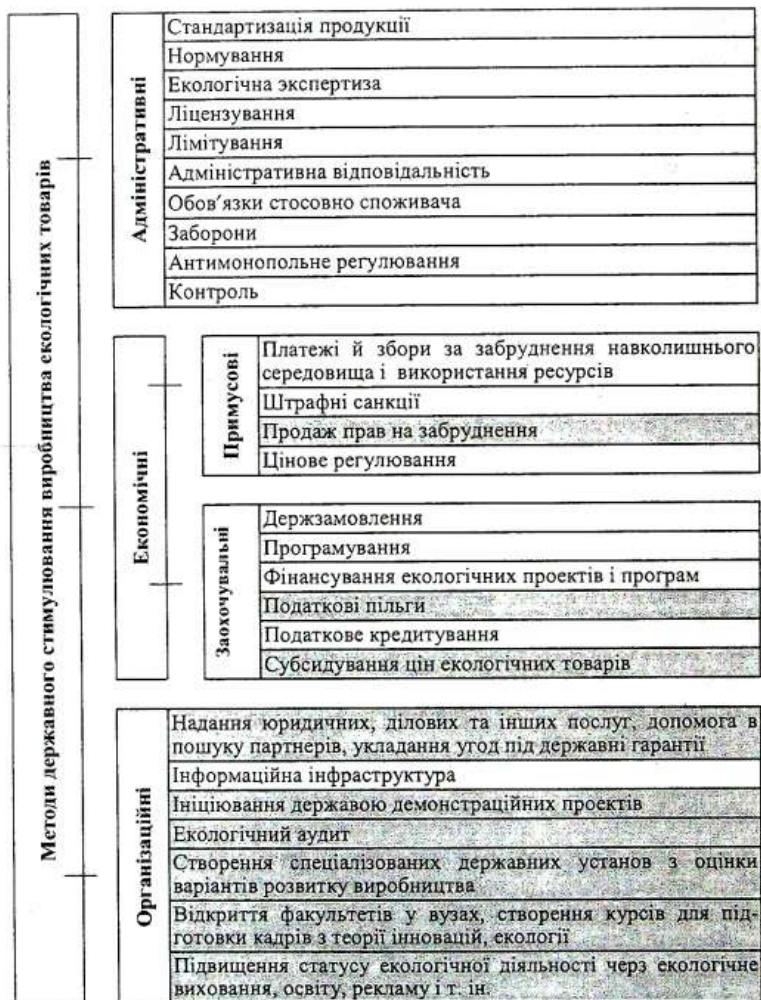 Методи державного стимулювання виробництва екологічних товарів
Адміністративні
Стандартизація продукції
Нормування
Екологічна экспертиза
Ліцензування
Лімітування
Адміністративна відповідальність
Обов'язки стосовно споживача
Заборони
Антимонопольне регулювання
Контроль
Економічні
Примусові
Платежі й збори за забруднення навколишнього
середовища і використання ресурсів
Штрафні санкції
Продаж прав на забруднення
Цінове регулювання
Заохочувальні
Держзамовлення
Програмування
Фінансування екологічних проектів і програм
Податкові пільги
Податкове кредитування
Субсидування цін екологічних товарів
Організаційні
Надання юридичних, ділових та інших послуг, допомога в
пошуку партнерів, укладання угод під державні гарантії
Інформаційна інфраструктура
Ініціювання державою демонстраційних проектів
Екологічний аудит
Створення спеціалізованих державних установ з оцінки
варіантів розвитку виробництва
Відкриття факультетів у вузах, створення курсів для під-
готовки кадрів з теорії інновацій, екології
Підвищення статусу екологічної діяльності черз екологічне
виховання, освіту, рекламу і т. ін.